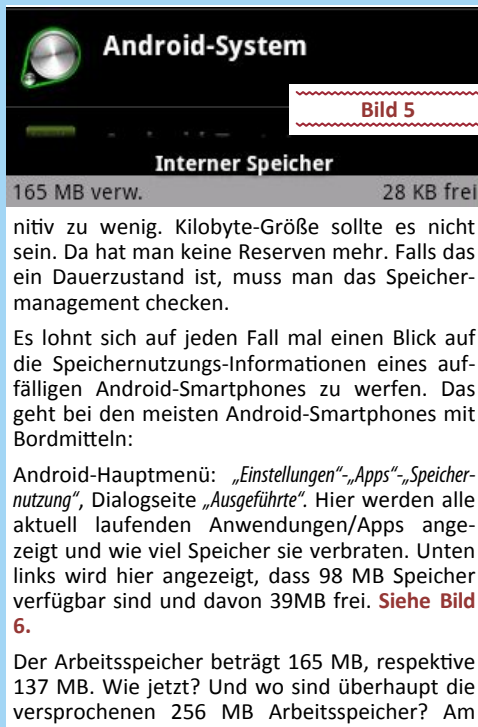 Android-System
Bild 5
Interner Speicher
165 MB verw. 28 KB frei
nitiv zu wenig. Kilobyte-Größe sollte es nicht
sein. Da hat man keine Reserven mehr. Falls das
ein Dauerzustand ist, muss man das Speicher-
management checken.
Es lohnt sich auf jeden Fall mal einen Blick auf
die Speichernutzungs-Informationen eines auf-
fälligen Android-Smartphones zu werfen. Das
geht bei den meisten Android-Smartphones mit
Bordmitteln:
Android-Hauptmenü: „Einstellungen“-„Apps“-„Speicher-
nutzung“, Dialogseite „Ausgeführte“. Hier werden alle
aktuell laufenden Anwendungen/Apps ange-
zeigt und wie viel Speicher sie verbraten. Unten
links wird hier angezeigt, dass 98 MB Speicher
verfügbar sind und davon 39MB frei. Siehe Bild
6.
Der Arbeitsspeicher beträgt 165 MB, respektive
137 MB. Wie jetzt? Und wo sind überhaupt die
versprochenen 256 MB Arbeitsspeicher? Am